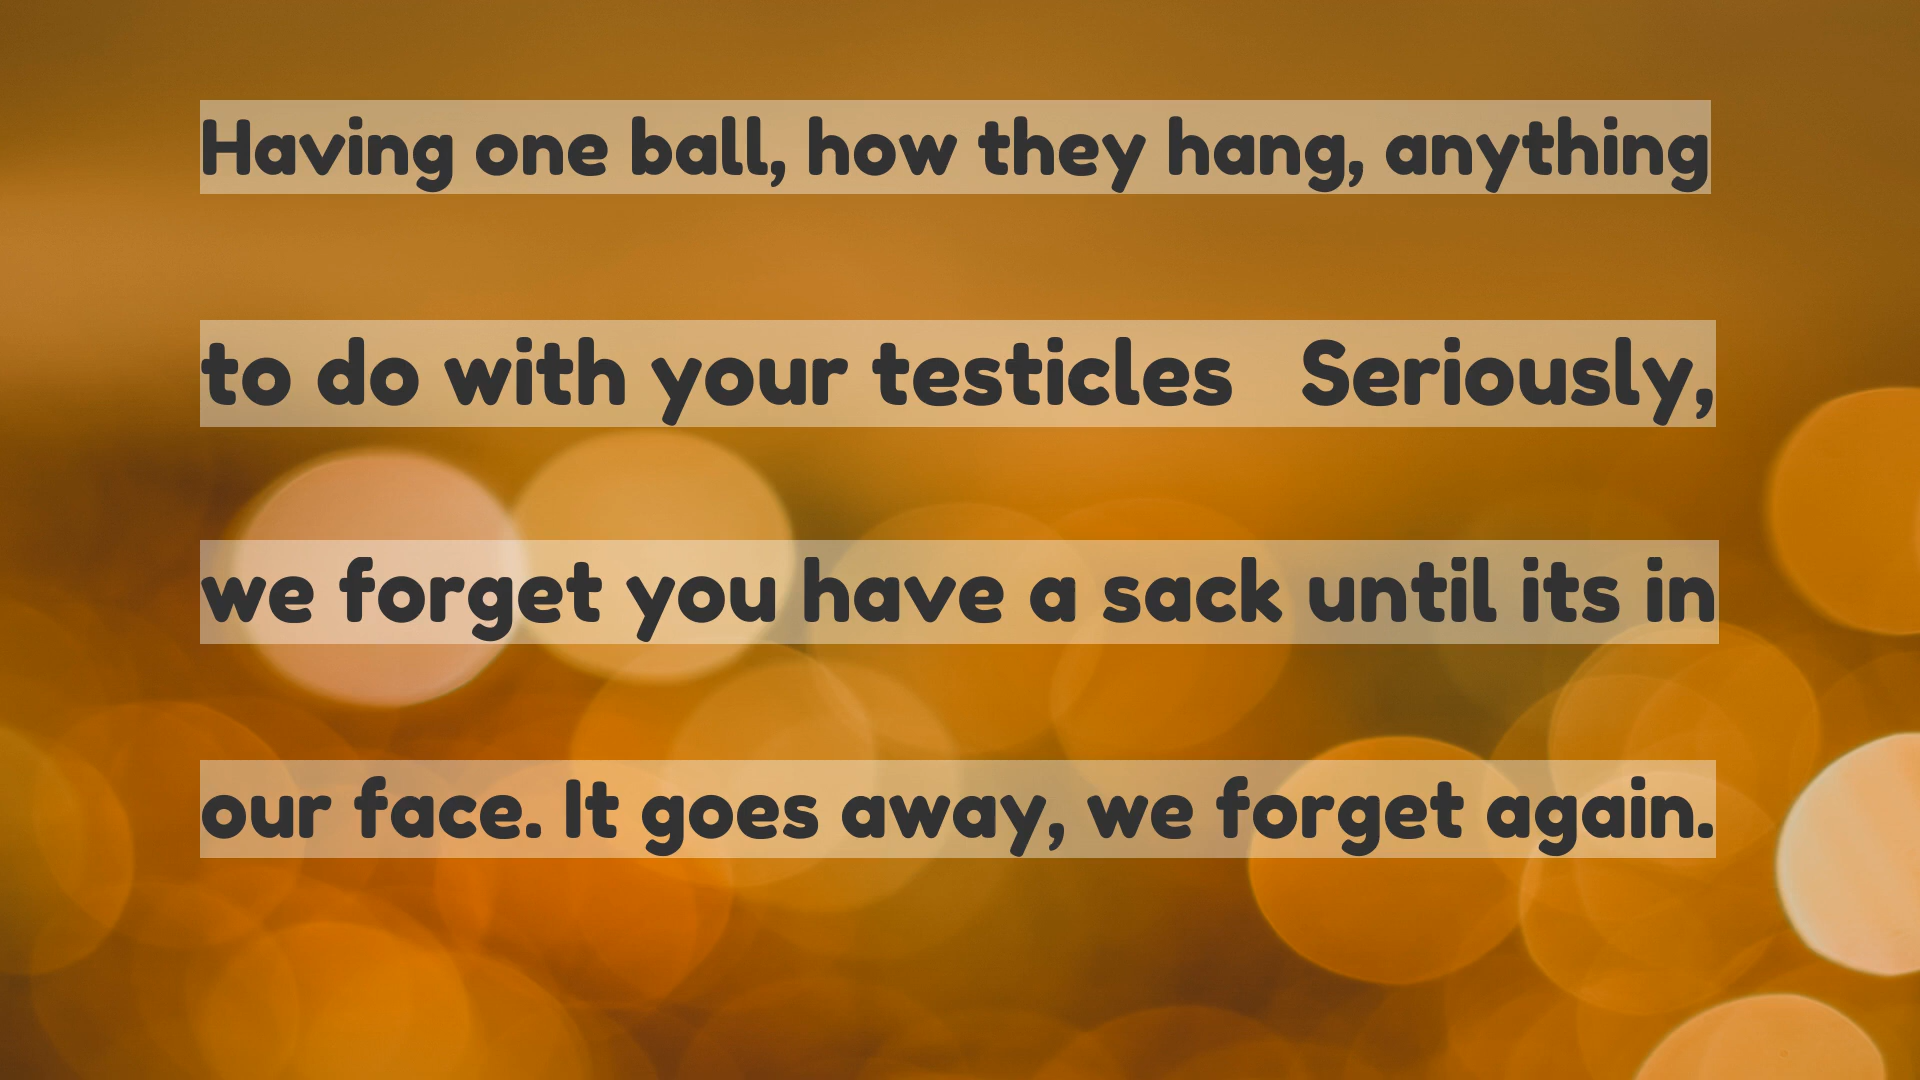 Having one ball, how they hang, anything
to do with your testicles   Seriously,
we forget you have a sack until its in
our face. It goes away, we forget again.